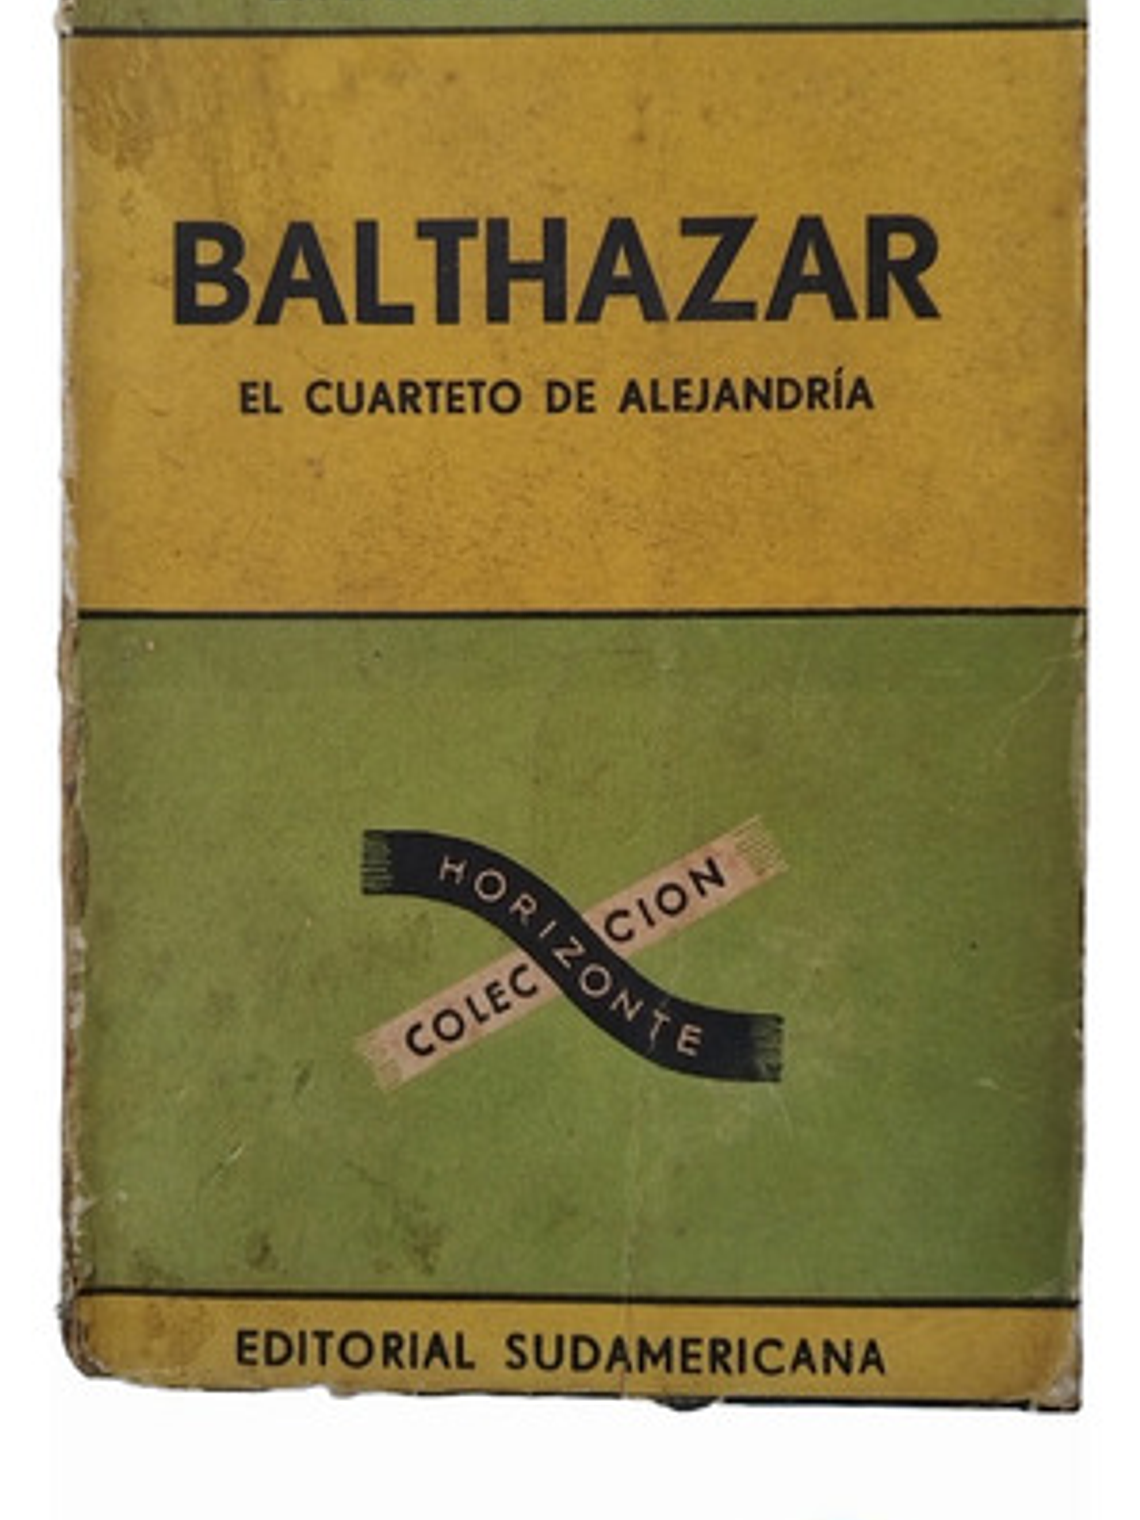 BALTHAZAR
EL CUARTETO DE ALEJANDRÍA
HORIZONTE
COLECCION
EDITORIAL SUDAMERICANA